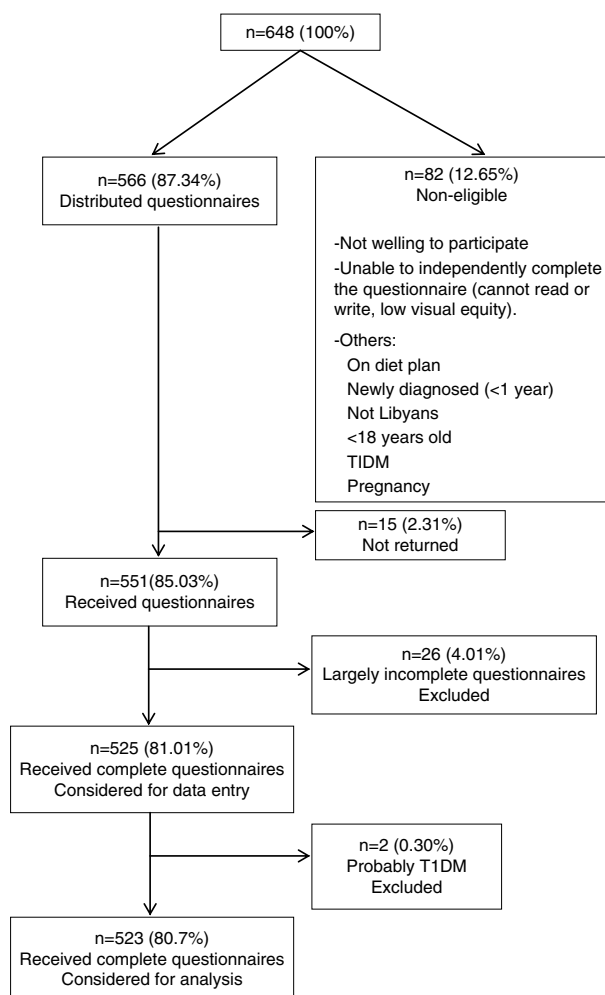 n=648 (100%)
n=566 (87.34%)
Distributed questionnaires
n=82 (12.65%)
Non-eligible
-Not welling to participate
-Unable to independently complete
the questionnaire (cannot read or
write, low visual equity).
-Others:
On diet plan
Newly diagnosed (<1 year)
Not Libyans
<18 years old
TIDM
Pregnancy
n=15 (2.31%)
Not returned
n=551(85.03%)
Received questionnaires
n=26 (4.01%)
Largely incomplete questionnaires
Excluded
n=525 (81.01%)
Received complete questionnaires
Considered for data entry
n=2 (0.30%)
Probably T1DM
Excluded
n=523 (80.7%)
Received complete questionnaires
Considered for analysis